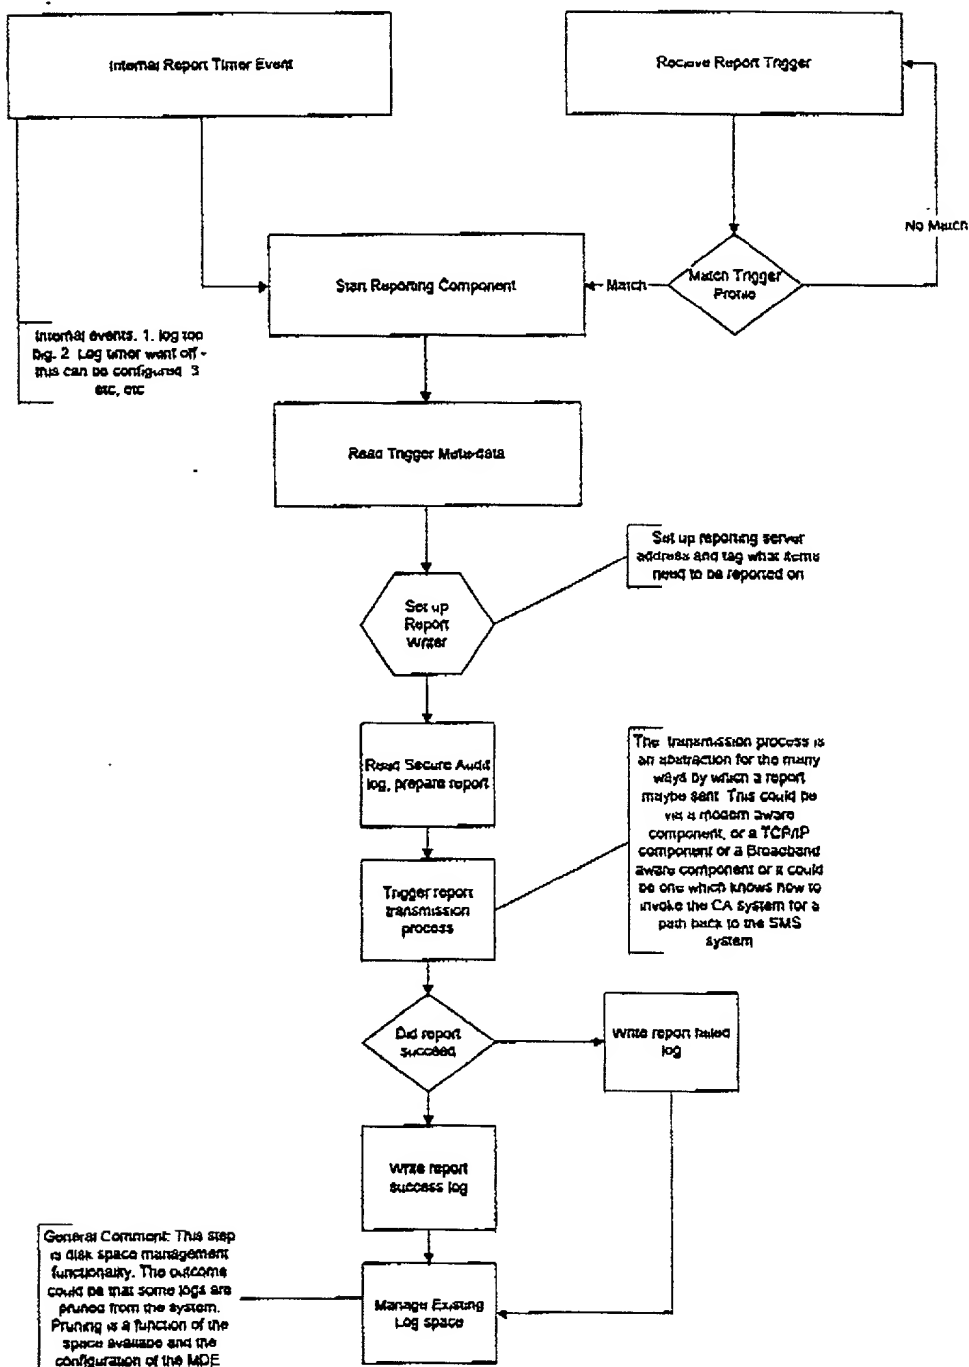 Internal Report Timer Event
Recieve Report Trigger
No Match
Start Reporting Component
Match
Match Trigger
Profile
Internal events. 1. log too
big. 2. Log timer went off -
this can be configured 3
etc, etc
Read Trigger Meta-data
Set up reporting server
address and tag what items
need to be reported on
Set up
Report
Writer
Read Secure Audit
log, prepare report
The transmission process is
an abstraction for the many
ways by which a report
maybe sent. This could be
via a modem aware
component, or a TCP/IP
component or a Broadband
aware component or it could
be one which knows how to
invoke the CA system for a
path back to the SMS
system
Trigger report
transmission
process
Did report
succeed
Write report failed
log
Write report
success log
General Comment: This step
is disk space management
functionality. The outcome
could be that some logs are
pruned from the system.
Pruning is a function of the
space availabe and the
configuration of the MDE
Manage Existing
Log space